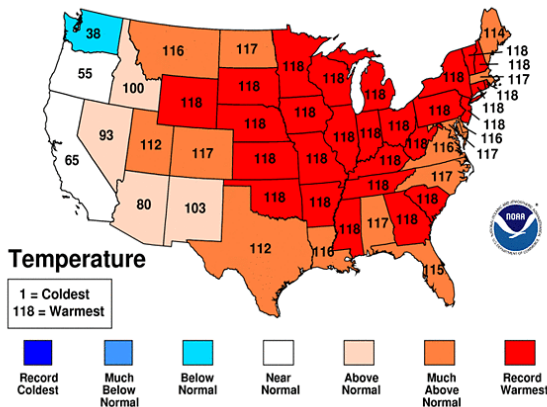 38
114
116
117
118
118
118
118
55
118
118
118
117
100
118
118
118
118
118
118
118
118
118
93
112
117
118
118
118
118
118
118
116
116
65
118
118
117
117
80
103
118
118
118
118
118
117
118
112
116
115
NOAA
Temperature
1 = Coldest
118 = Warmest
Record
Coldest
Much
Below
Normal
Below
Normal
Near
Normal
Above
Normal
Much
Above
Normal
Record
Warmest